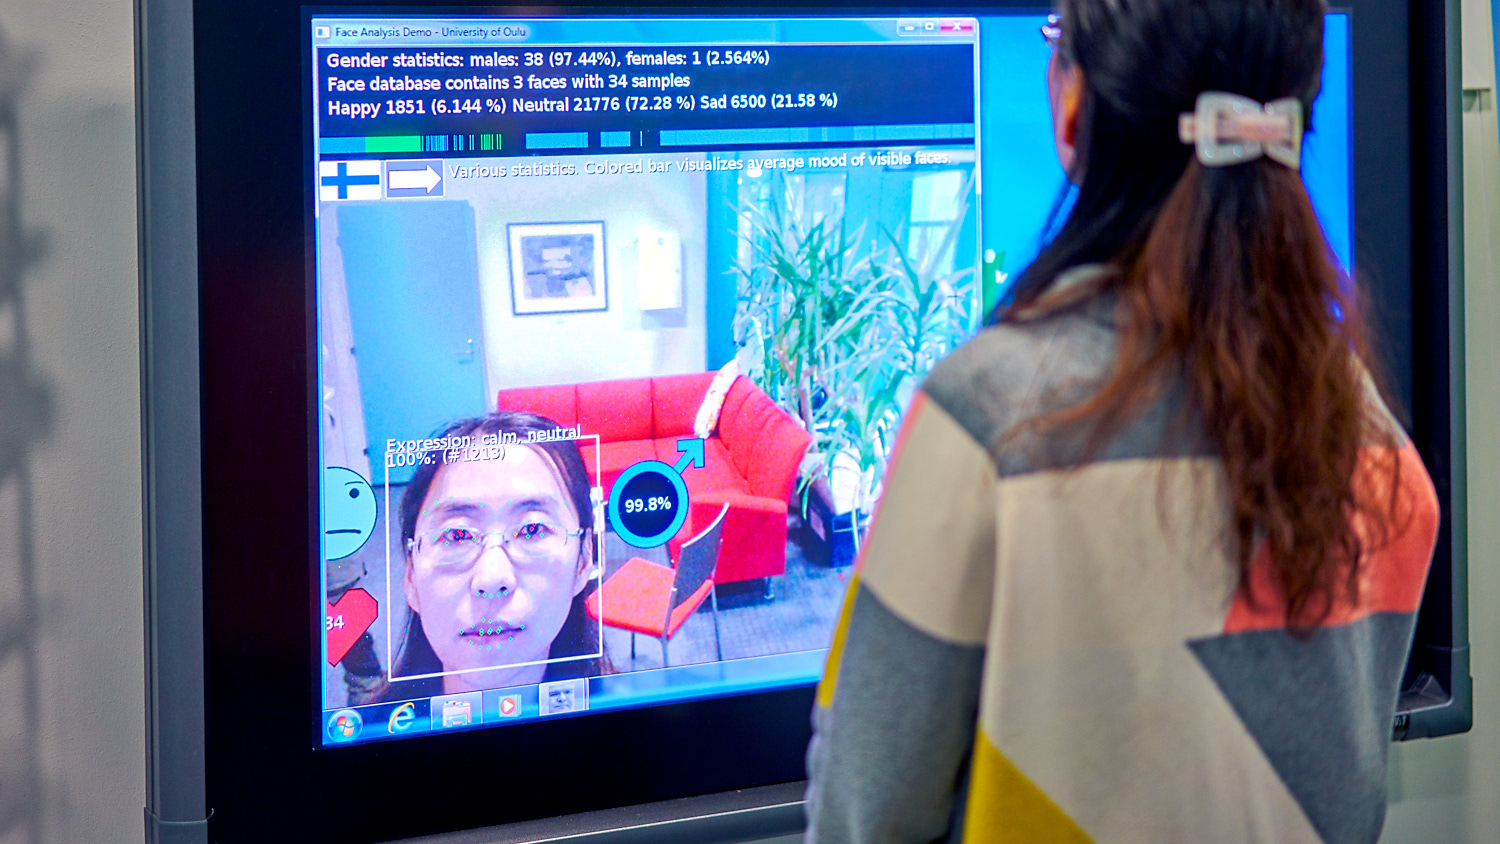 Face Analysis Demo - University of Oulu
Gender statistics: males: 38 (97.44%), females: 1 (2.564%)
Face database contains 3 faces with 34 samples
Happy 1851 (6.144 %) Neutral 21776 (72.28 %) Sad 6500 (21.58 %)
Various statistics. Colored bar visualizes average mood of visible faces.
Expression: calm, neutral
100%: (#1213)
99.8%
34